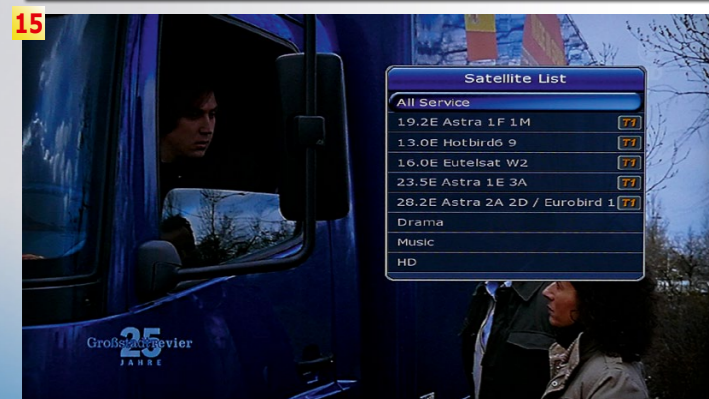 15
Satellite List
All Service
19.2E Astra 1F 1M T1
13.0E Hotbird6 9 T1
16.0E Eutelsat W2 T1
23.5E Astra 1E 3A T1
28.2E Astra 2A 2D / Eurobird 1 T1
Drama
Music
HD
25
Großstadtrevier
JAHRE